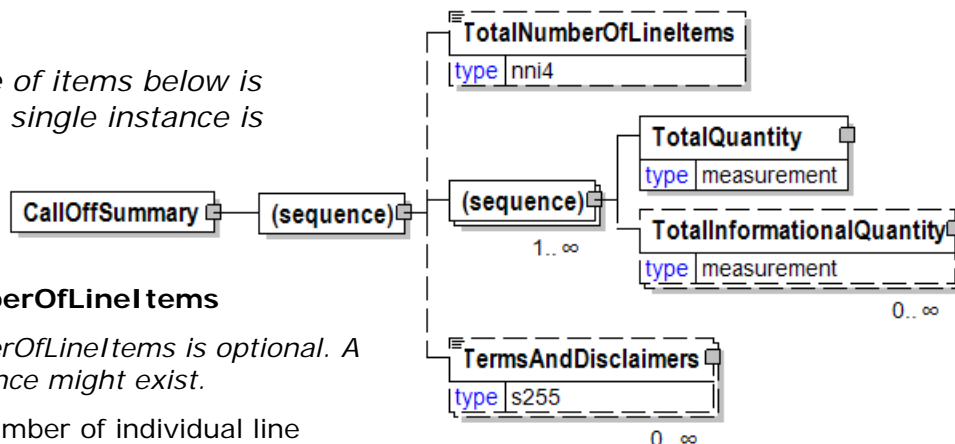 TotalNumberOfLineItems
type nni4
of items below is
single instance is
TotalQuantity
type measurement
CallOffSummary
(sequence)
(sequence)
1.. ∞
TotalInformationalQuantity
type measurement
0.. ∞
berOfLineItems
erOfLineItems is optional. A
nce might exist.
TermsAndDisclaimers
type s255
mber of individual line
0.. ∞